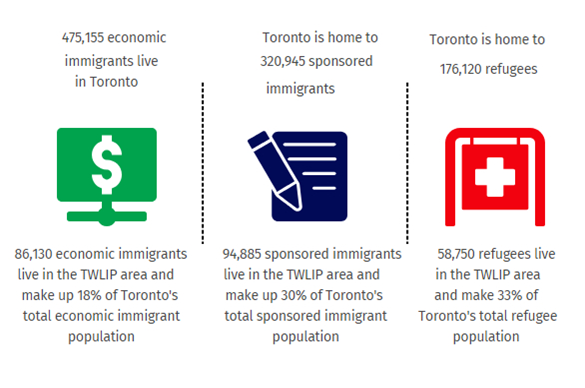 475,155 economic
immigrants live
in Toronto
Toronto is home to
320,945 sponsored
immigrants
Toronto is home to
176,120 refugees
$
86,130 economic immigrants
live in the TWLIP area and
make up 18% of Toronto's
total economic immigrant
population
94,885 sponsored immigrants
live in the TWLIP area and
make up 30% of Toronto's
total sponsored immigrant
population
58,750 refugees live
in the TWLIP area
and make 33% of
Toronto's total refugee
population